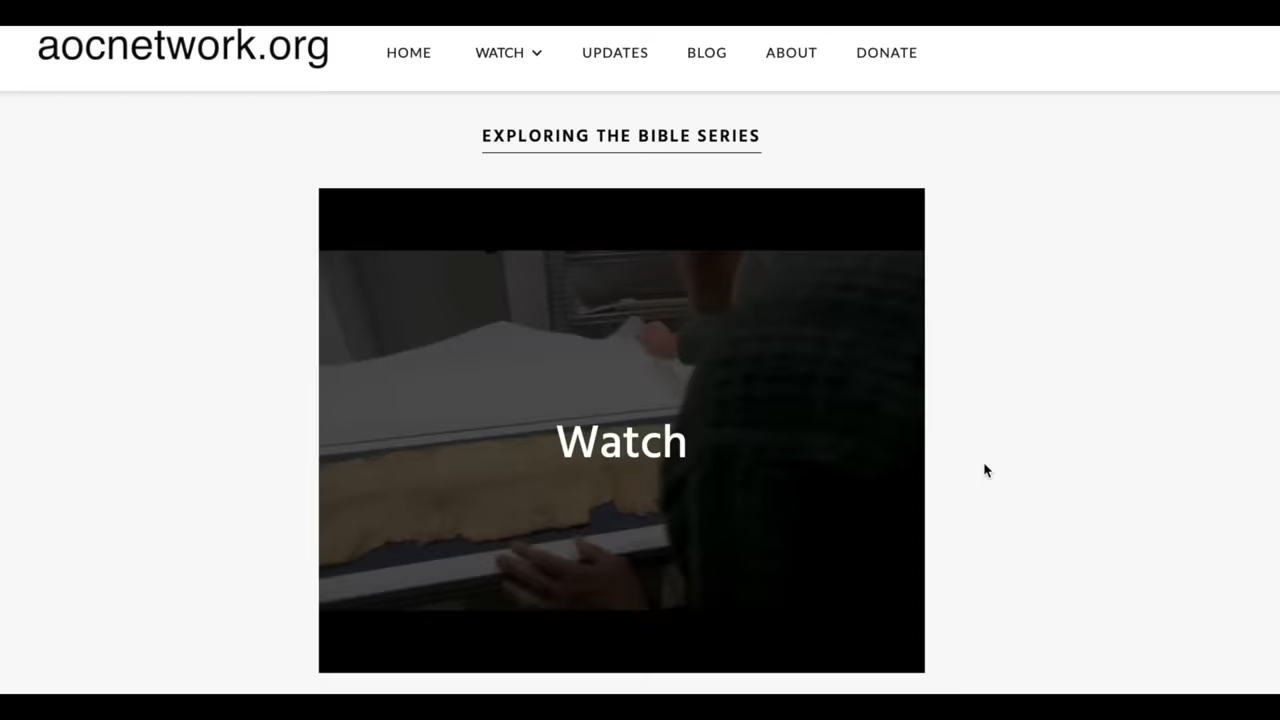 aocnetwork.org
HOME WATCH UPDATES BLOG ABOUT DONATE
EXPLORING THE BIBLE SERIES
Watch